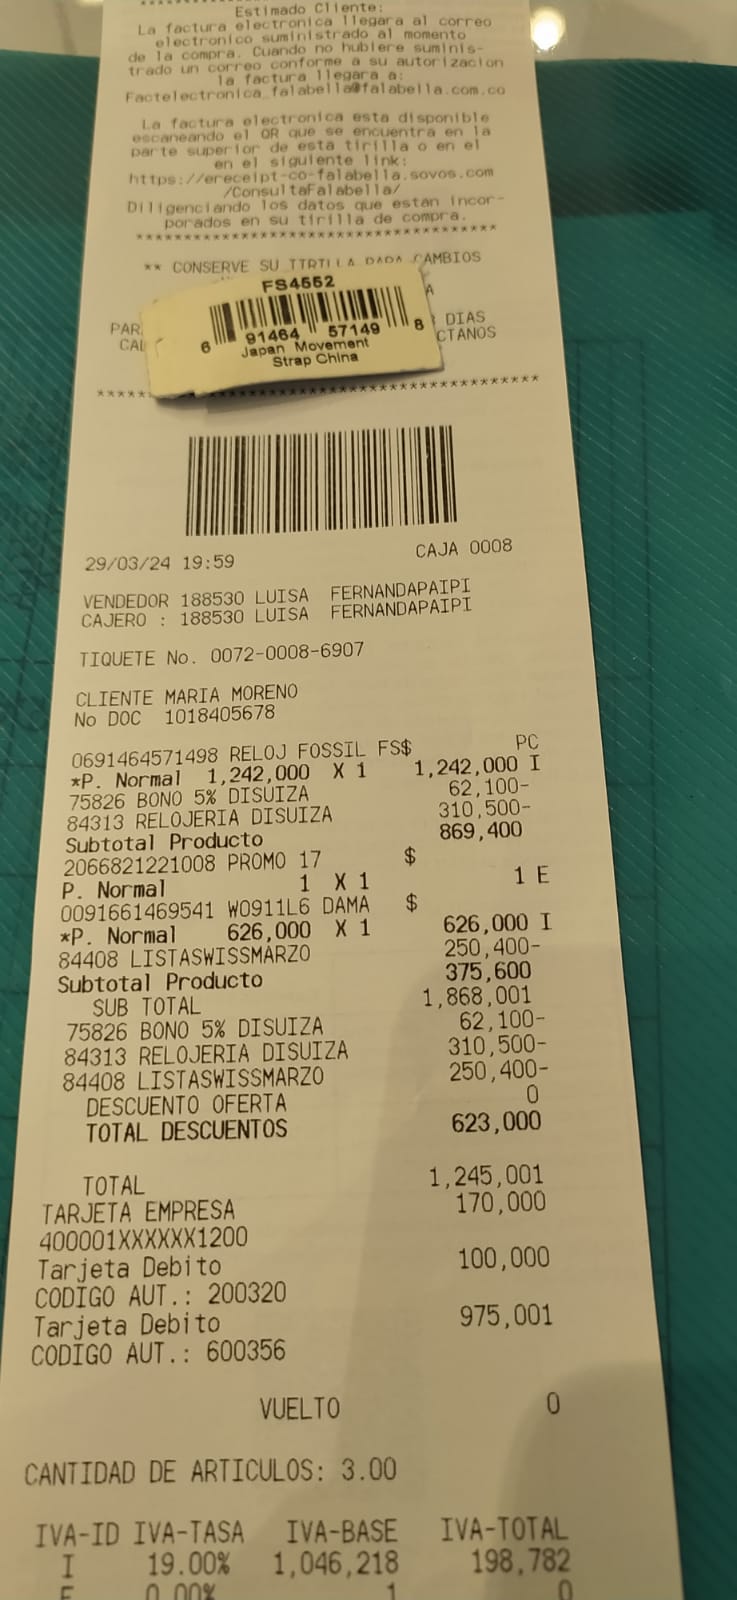 Estimado Cliente:
La factura electronica llegara al correo
electronico suministrado al momento
de la compra. Cuando no hubiere suminis-
trado un correo conforme a su autorizacion
la factura llegara a:
Factelectronica_falabella@falabella.com.co
La factura electronica esta disponible
escaneando el QR que se encuentra en la
parte superior de esta tirilla o en el
en el siguiente link:
https://ereceipt-co-falabella.sovos.com
/ConsultaFalabella/
Diligenciando los datos que estan incor-
porados en su tirilla de compra.
****************************************
** CONSERVE SU TIRILLA PARA CAMBIOS
FS4552
6 91464 57149 8
Japan Movement
Strap China
A
PAR DIAS
CAL CTANOS
****************************************
29/03/24 19:59 CAJA 0008
VENDEDOR 188530 LUISA FERNANDAPAIPI
CAJERO : 188530 LUISA FERNANDAPAIPI
TIQUETE No. 0072-0008-6907
CLIENTE MARIA MORENO
No DOC 1018405678
PC
0691464571498 RELOJ FOSSIL FS$
*P. Normal 1,242,000 X 1 1,242,000 I
75826 BONO 5% DISUIZA 62,100-
84313 RELOJERIA DISUIZA 310,500-
Subtotal Producto 869,400
2066821221008 PROMO 17 $
P. Normal 1 X 1 1 E
0091661469541 W0911L6 DAMA $
*P. Normal 626,000 X 1 626,000 I
84408 LISTASWISSMARZO 250,400-
Subtotal Producto 375,600
SUB TOTAL 1,868,001
75826 BONO 5% DISUIZA 62,100-
84313 RELOJERIA DISUIZA 310,500-
84408 LISTASWISSMARZO 250,400-
DESCUENTO OFERTA 0
TOTAL DESCUENTOS 623,000
TOTAL 1,245,001
TARJETA EMPRESA 170,000
400001XXXXXX1200
Tarjeta Debito 100,000
CODIGO AUT.: 200320
Tarjeta Debito 975,001
CODIGO AUT.: 600356
VUELTO 0
CANTIDAD DE ARTICULOS: 3.00
IVA-ID IVA-TASA IVA-BASE IVA-TOTAL
I 19.00% 1,046,218 198,782
E 0.00% 1 0